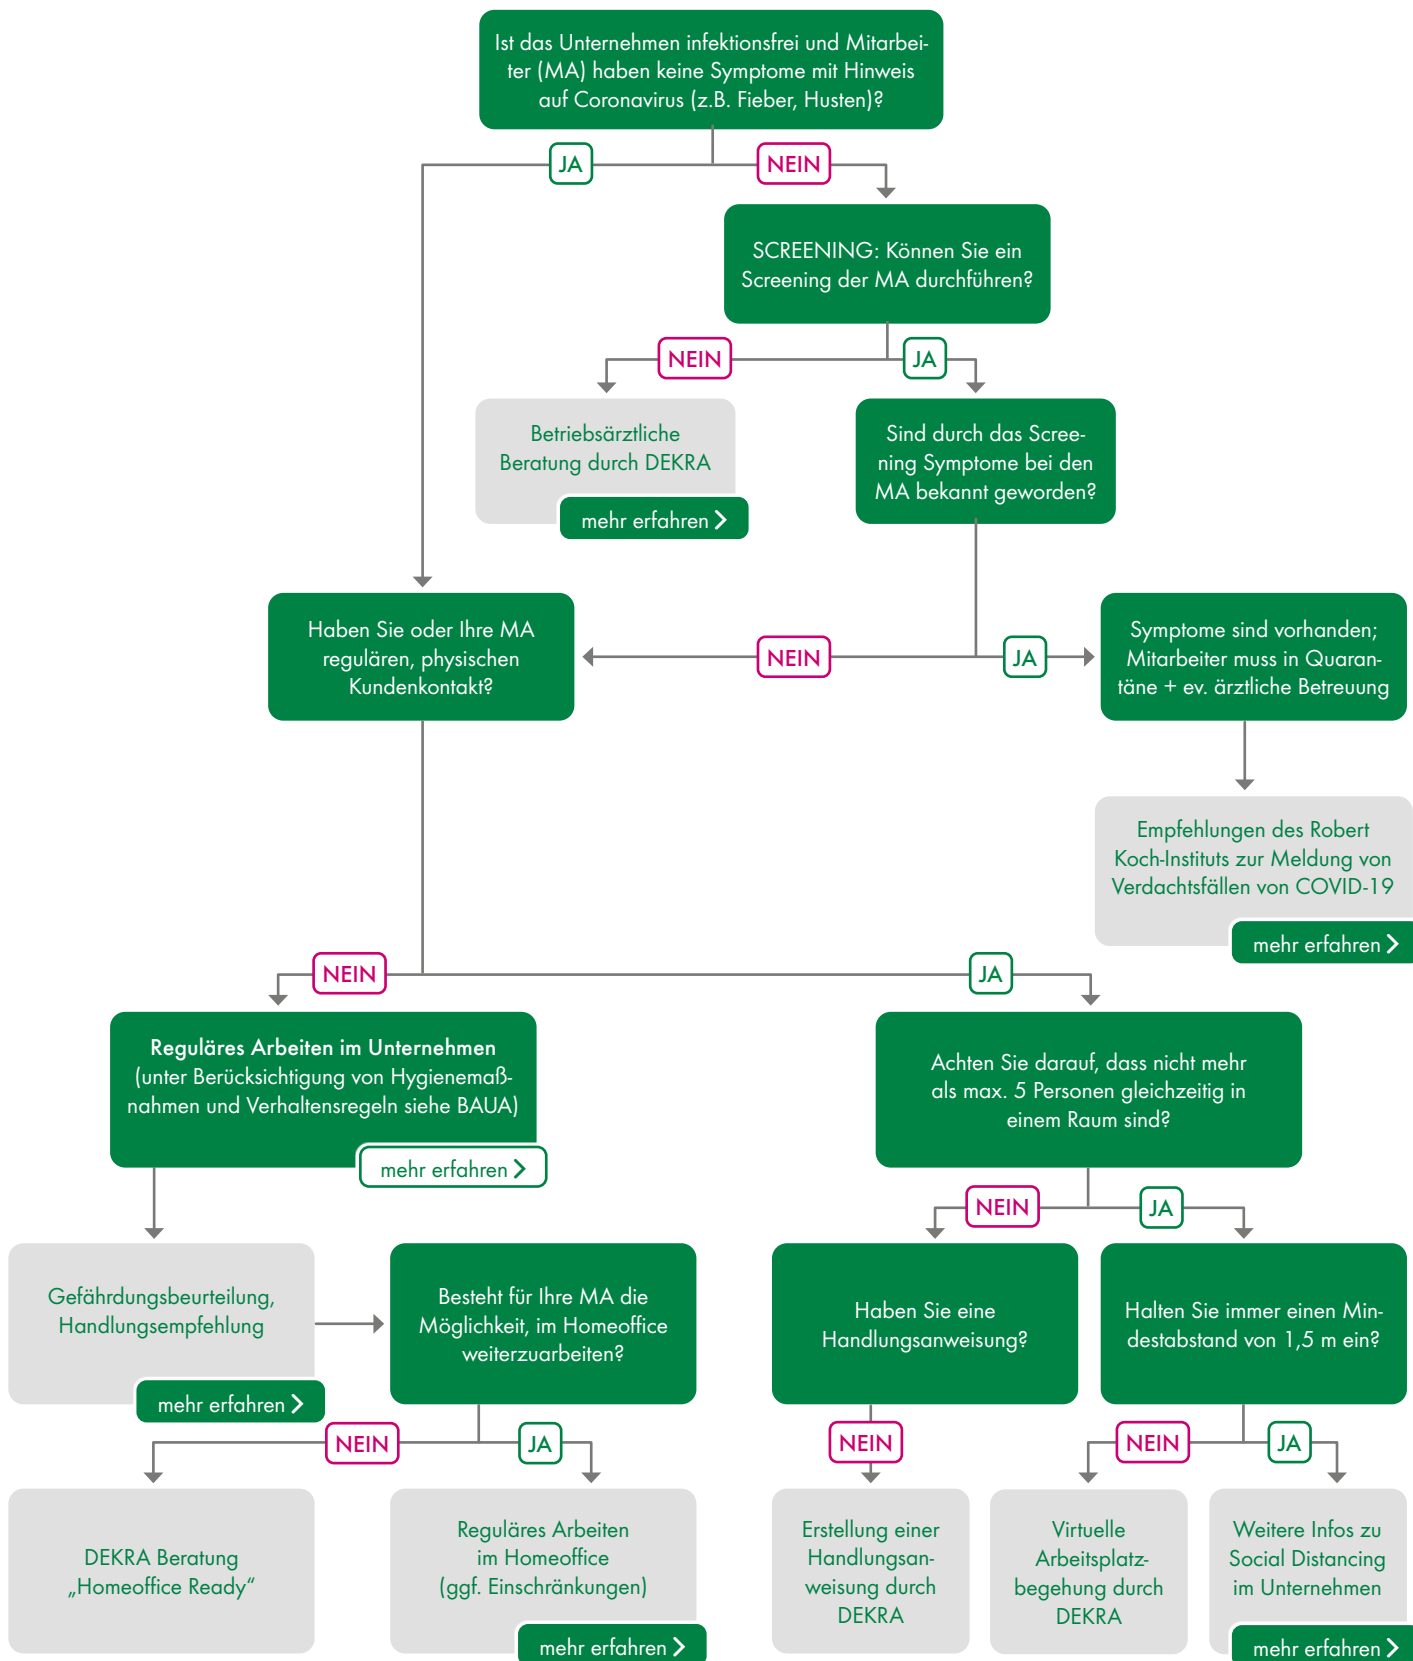 Ist das Unternehmen infektionsfrei und Mitarbei-
ter (MA) haben keine Symptome mit Hinweis
auf Coronavirus (z.B. Fieber, Husten)?
JA
NEIN
SCREENING: Können Sie ein
Screening der MA durchführen?
NEIN
JA
Betriebsärztliche
Beratung durch DEKRA
mehr erfahren
Sind durch das Scree-
ning Symptome bei den
MA bekannt geworden?
Haben Sie oder Ihre MA
regulären, physischen
Kundenkontakt?
NEIN
JA
Symptome sind vorhanden;
Mitarbeiter muss in Quaran-
täne + ev. ärztliche Betreuung
Empfehlungen des Robert
Koch-Instituts zur Meldung von
Verdachtsfällen von COVID-19
mehr erfahren
NEIN
JA
Reguläres Arbeiten im Unternehmen
(unter Berücksichtigung von Hygienemaß-
nahmen und Verhaltensregeln siehe BAUA)
mehr erfahren
Achten Sie darauf, dass nicht mehr
als max. 5 Personen gleichzeitig in
einem Raum sind?
NEIN
JA
Gefährdungsbeurteilung,
Handlungsempfehlung
mehr erfahren
Besteht für Ihre MA die
Möglichkeit, im Homeoffice
weiterzuarbeiten?
Haben Sie eine
Handlungsanweisung?
Halten Sie immer einen Min-
destabstand von 1,5 m ein?
NEIN
JA
NEIN
NEIN
JA
DEKRA Beratung
„Homeoffice Ready“
Reguläres Arbeiten
im Homeoffice
(ggf. Einschränkungen)
mehr erfahren
Erstellung einer
Handlungsan-
weisung durch
DEKRA
Virtuelle
Arbeitsplatz-
begehung durch
DEKRA
Weitere Infos zu
Social Distancing
im Unternehmen
mehr erfahren